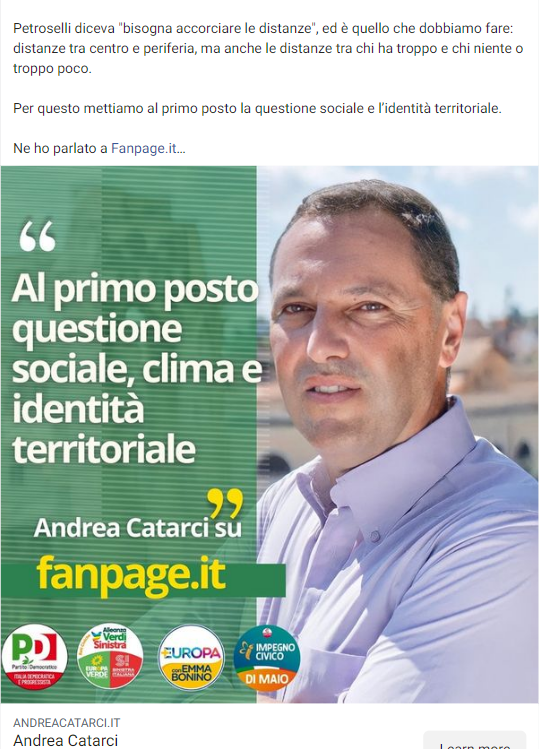 Petroselli diceva "bisogna accorciare le distanze", ed è quello che dobbiamo fare:
distanze tra centro e periferia, ma anche le distanze tra chi ha troppo e chi niente o
troppo poco.
Per questo mettiamo al primo posto la questione sociale e l'identità territoriale.
Ne ho parlato a Fanpage.it…
“
Al primo posto
questione
sociale, clima e
identità
territoriale
”
Andrea Catarci su
fanpage.it
PD
Partito Democratico
ITALIA DEMOCRATICA
E PROGRESSISTA
Alleanza
Verdi
Sinistra
EUROPA
VERDE
SI
SINISTRA
ITALIANA
+EUROPA
con EMMA
BONINO
IMPEGNO
CIVICO
DI MAIO
ANDREACATARCI.IT
Andrea Catarci
Learn more